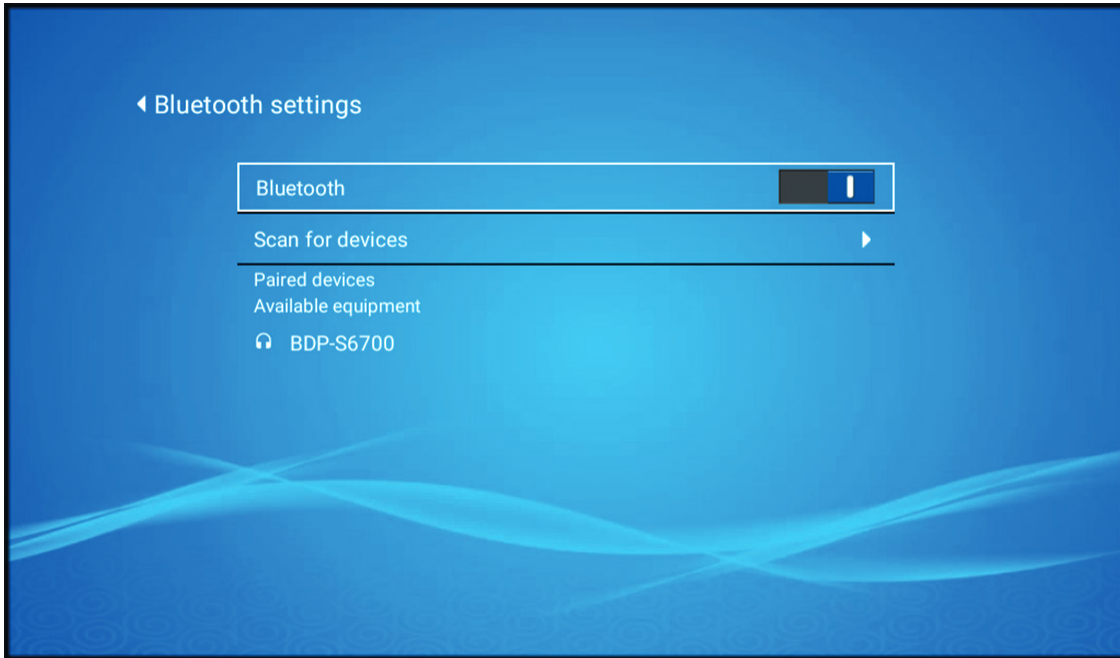 Bluetooth settings
Bluetooth
Scan for devices
Paired devices
Available equipment
BDP-S6700